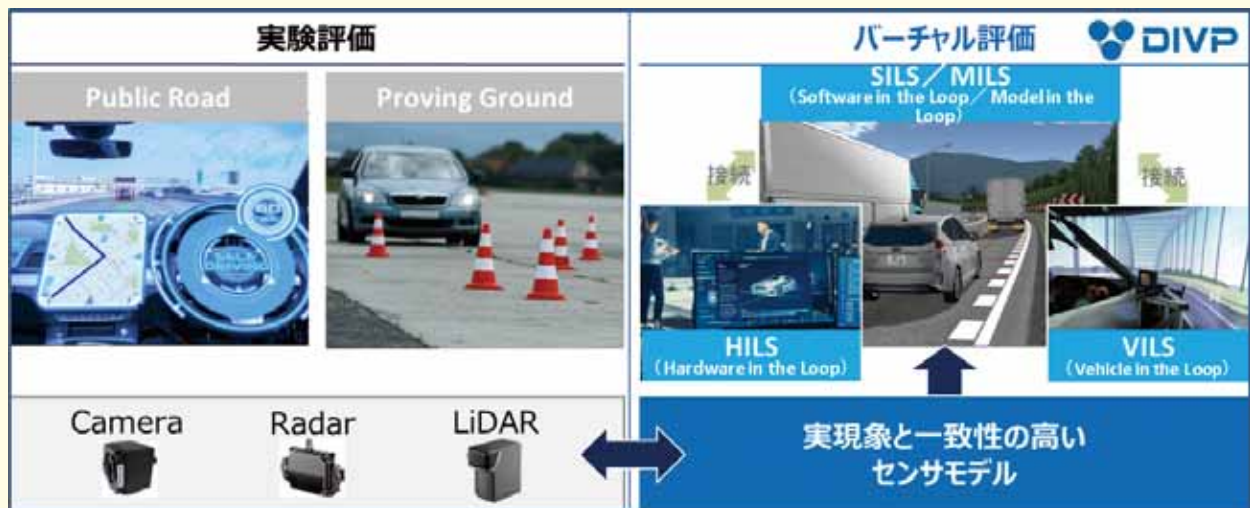 実験評価
Public Road
Proving Ground
Camera
Radar
LiDAR
バーチャル評価
DIVP
SILS／MILS
（Software in the Loop／Model in the
Loop）
接続
接続
HILS
（Hardware in the Loop）
VILS
（Vehicle in the Loop）
実現象と一致性の高い
センサモデル